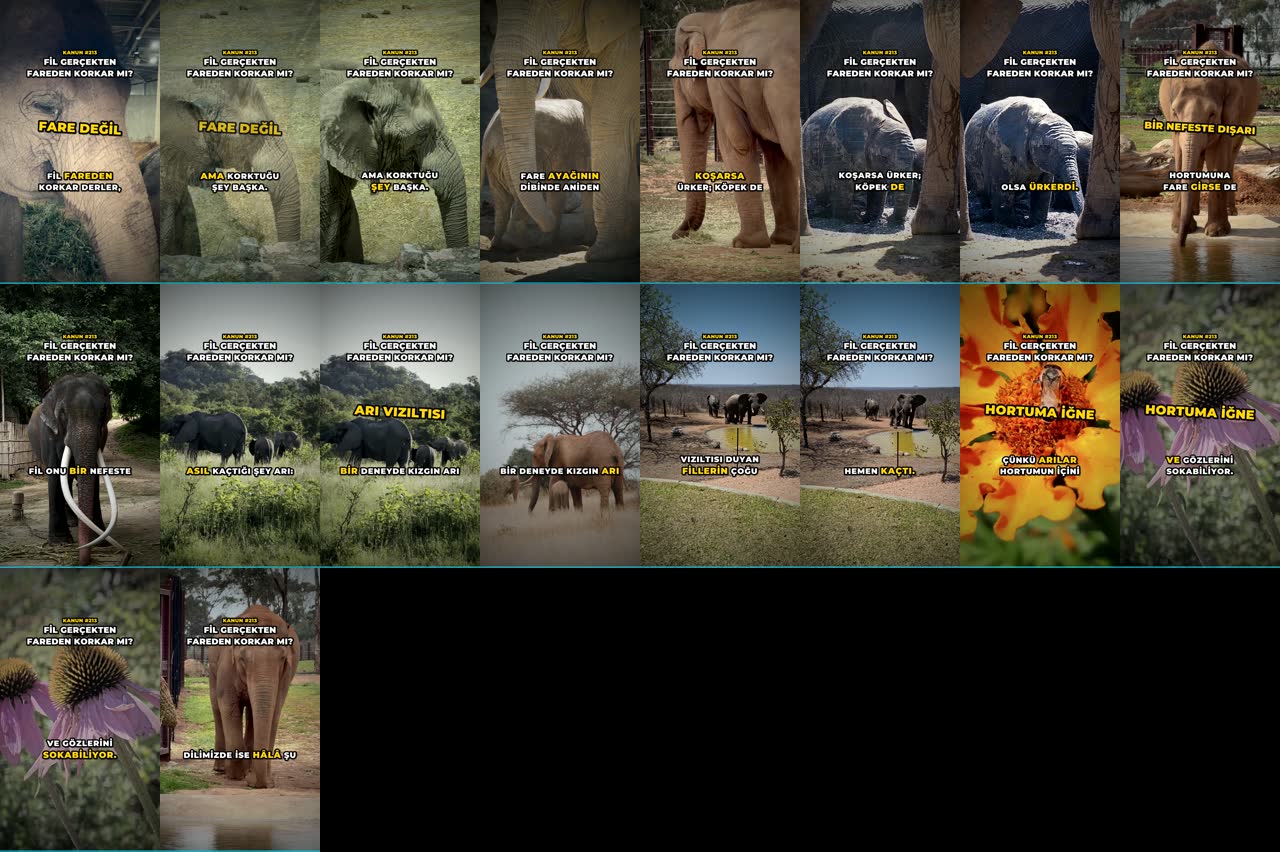 KANUN #213
FİL GERÇEKTEN
FAREDEN KORKAR MI?
FARE DEĞİL
FİL FAREDEN
KORKAR DERLER,
KANUN #213
FİL GERÇEKTEN
FAREDEN KORKAR MI?
FARE DEĞİL
AMA KORKTUĞU
ŞEY BAŞKA.
KANUN #213
FİL GERÇEKTEN
FAREDEN KORKAR MI?
AMA KORKTUĞU
ŞEY BAŞKA.
KANUN #213
FİL GERÇEKTEN
FAREDEN KORKAR MI?
FARE AYAĞININ
DİBİNDE ANİDEN
KANUN #213
FİL GERÇEKTEN
FAREDEN KORKAR MI?
KOŞARSA
ÜRKER; KÖPEK DE
KANUN #213
FİL GERÇEKTEN
FAREDEN KORKAR MI?
KOŞARSA ÜRKER;
KÖPEK DE
KANUN #213
FİL GERÇEKTEN
FAREDEN KORKAR MI?
OLSA ÜRKERDİ.
KANUN #213
FİL GERÇEKTEN
FAREDEN KORKAR MI?
BİR NEFESTE DIŞARI
HORTUMUNA
FARE GİRSE DE
KANUN #213
FİL GERÇEKTEN
FAREDEN KORKAR MI?
FİL ONU BİR NEFESTE
KANUN #213
FİL GERÇEKTEN
FAREDEN KORKAR MI?
ASIL KAÇTIĞI ŞEY ARI:
KANUN #213
FİL GERÇEKTEN
FAREDEN KORKAR MI?
ARI VIZILTISI
BİR DENEYDE KIZGIN ARI
KANUN #213
FİL GERÇEKTEN
FAREDEN KORKAR MI?
BİR DENEYDE KIZGIN ARI
KANUN #213
FİL GERÇEKTEN
FAREDEN KORKAR MI?
VIZILTISI DUYAN
FİLLERİN ÇOĞU
KANUN #213
FİL GERÇEKTEN
FAREDEN KORKAR MI?
HEMEN KAÇTI.
KANUN #213
FİL GERÇEKTEN
FAREDEN KORKAR MI?
HORTUMA İĞNE
ÇÜNKÜ ARILAR
HORTUMUN İÇİNİ
KANUN #213
FİL GERÇEKTEN
FAREDEN KORKAR MI?
HORTUMA İĞNE
VE GÖZLERİNİ
SOKABİLİYOR.
KANUN #213
FİL GERÇEKTEN
FAREDEN KORKAR MI?
VE GÖZLERİNİ
SOKABİLİYOR.
KANUN #213
FİL GERÇEKTEN
FAREDEN KORKAR MI?
DİLİMİZDE İSE HÂLÂ ŞU